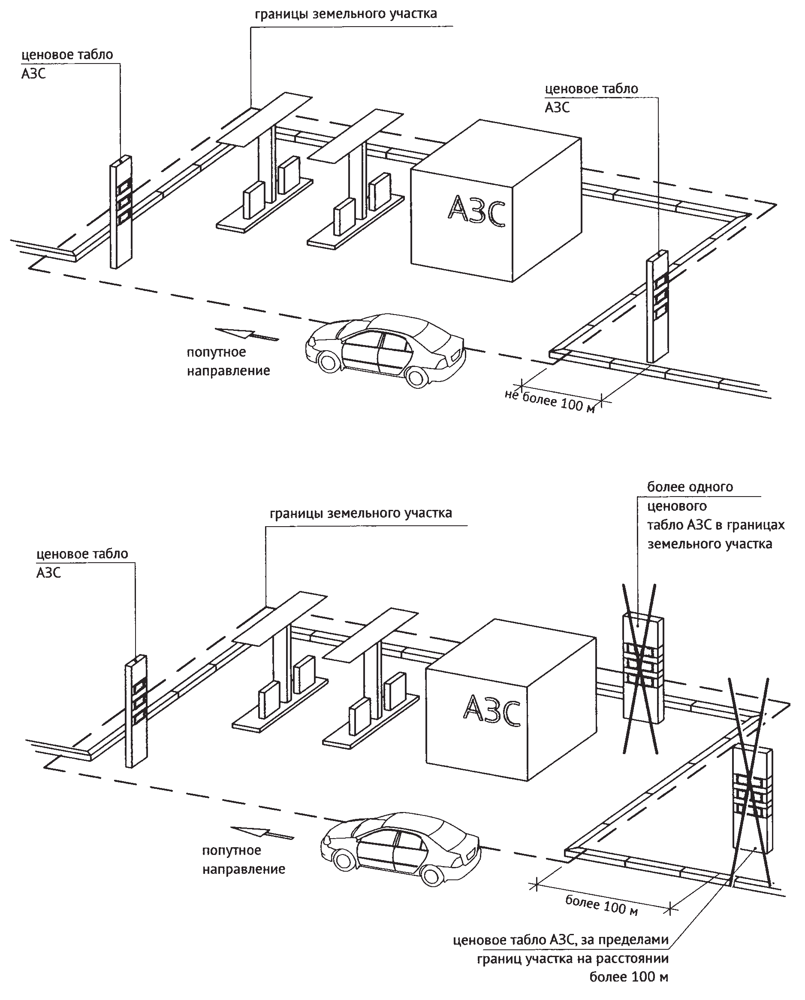 границы земельного участка
ценовое табло
АЗС
ценовое табло
АЗС
АЗС
попутное
направление
не более 100 м
более одного
ценового
табло АЗС в границах
земельного участка
границы земельного участка
ценовое табло
АЗС
АЗС
попутное
направление
более 100 м
ценовое табло АЗС, за пределами
границ участка на расстоянии
более 100 м